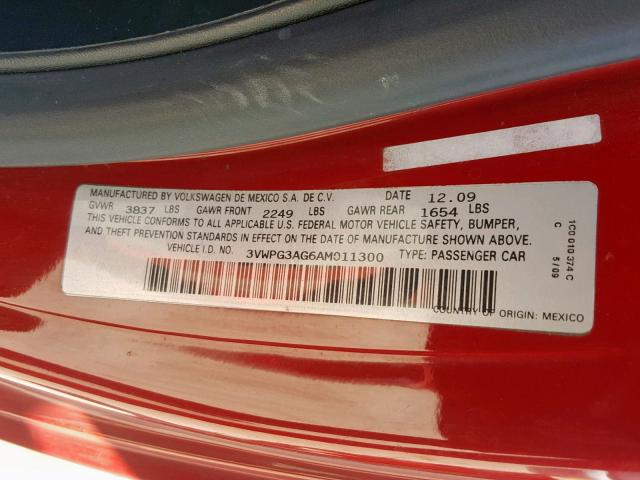 MANUFACTURED BY VOLKSWAGEN DE MEXICO S.A. DE C.V. DATE 12.09
GVWR 3837 LBS GAWR FRONT 2249 LBS GAWR REAR 1654 LBS
THIS VEHICLE CONFORMS TO ALL APPLICABLE U.S. FEDERAL MOTOR VEHICLE SAFETY, BUMPER,
AND THEFT PREVENTION STANDARDS IN EFFECT ON THE DATE OF MANUFACTURE SHOWN ABOVE.
VEHICLE I.D. NO. 3VWPG3AG6AM011300 TYPE: PASSENGER CAR
COUNTRY OF ORIGIN: MEXICO
1C0 010 374 C
C 5/09